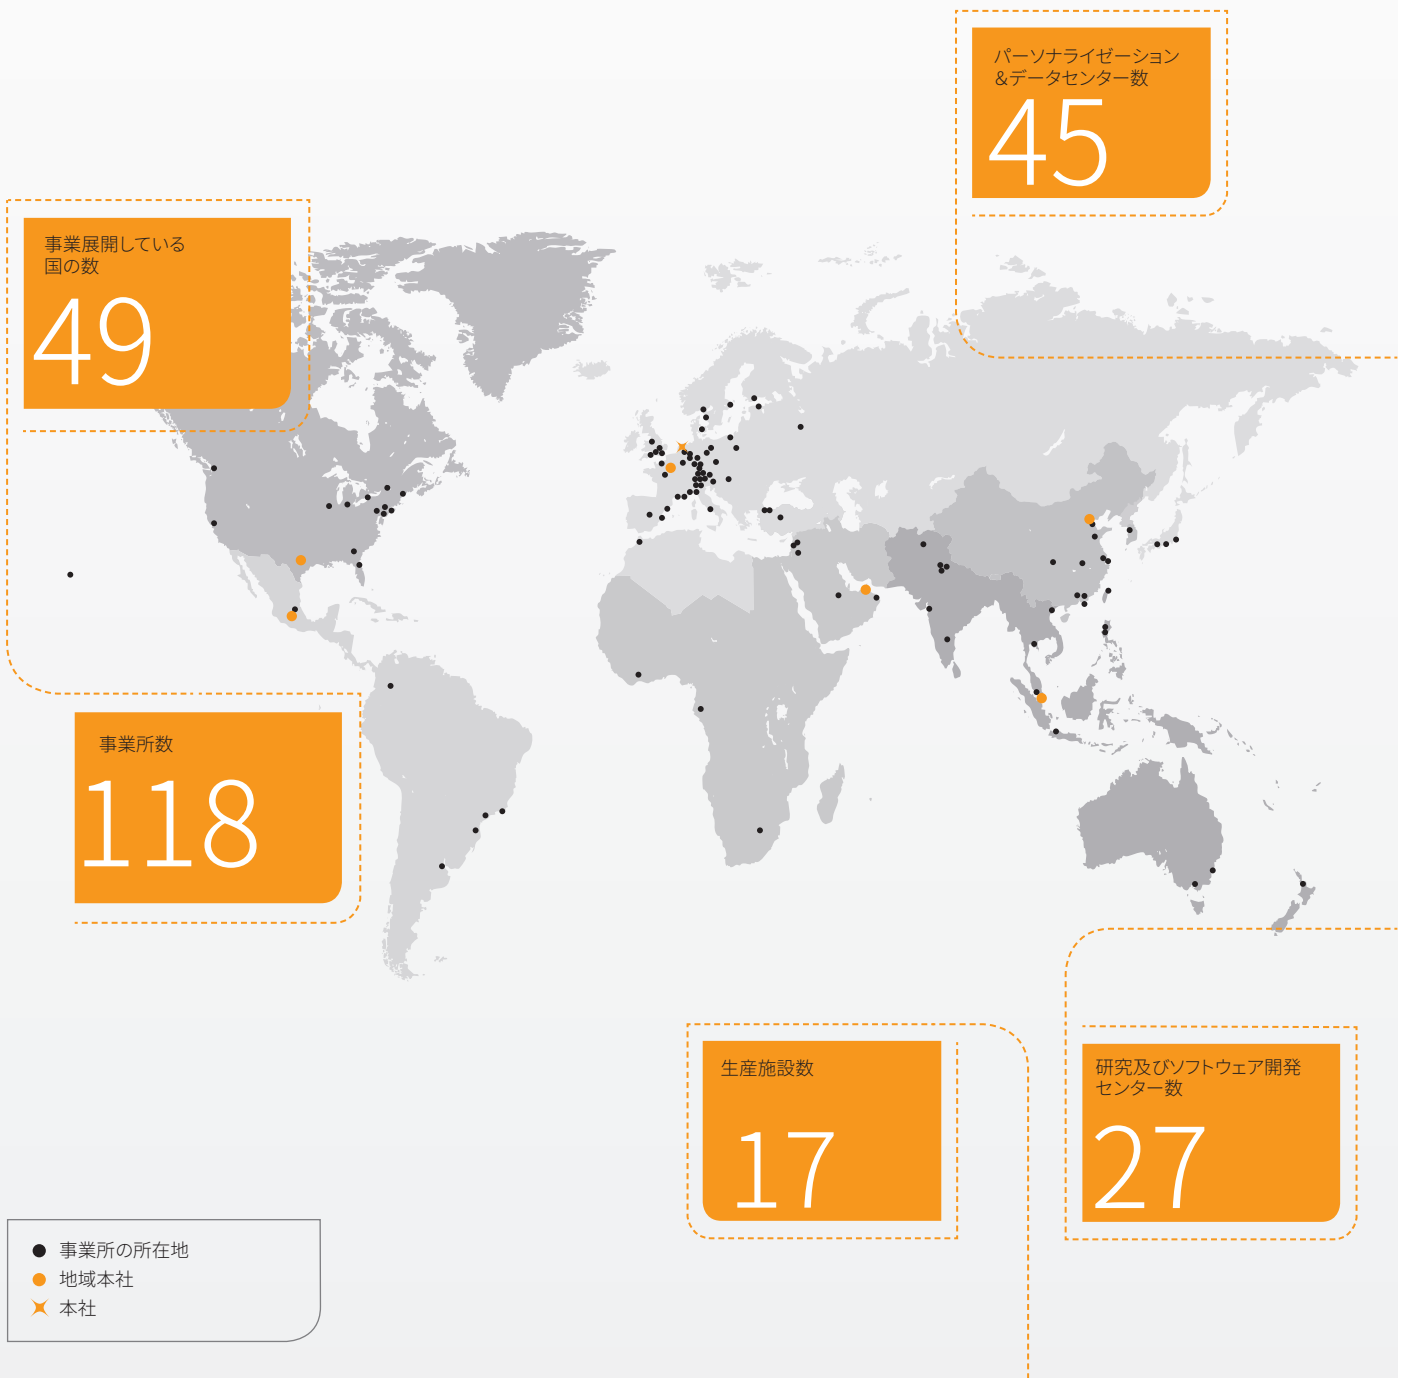 パーソナライゼーション
&データセンター数
45
事業展開している
国の数
49
事業所数
118
生産施設数
17
研究及びソフトウェア開発
センター数
27
事業所の所在地
地域本社
本社